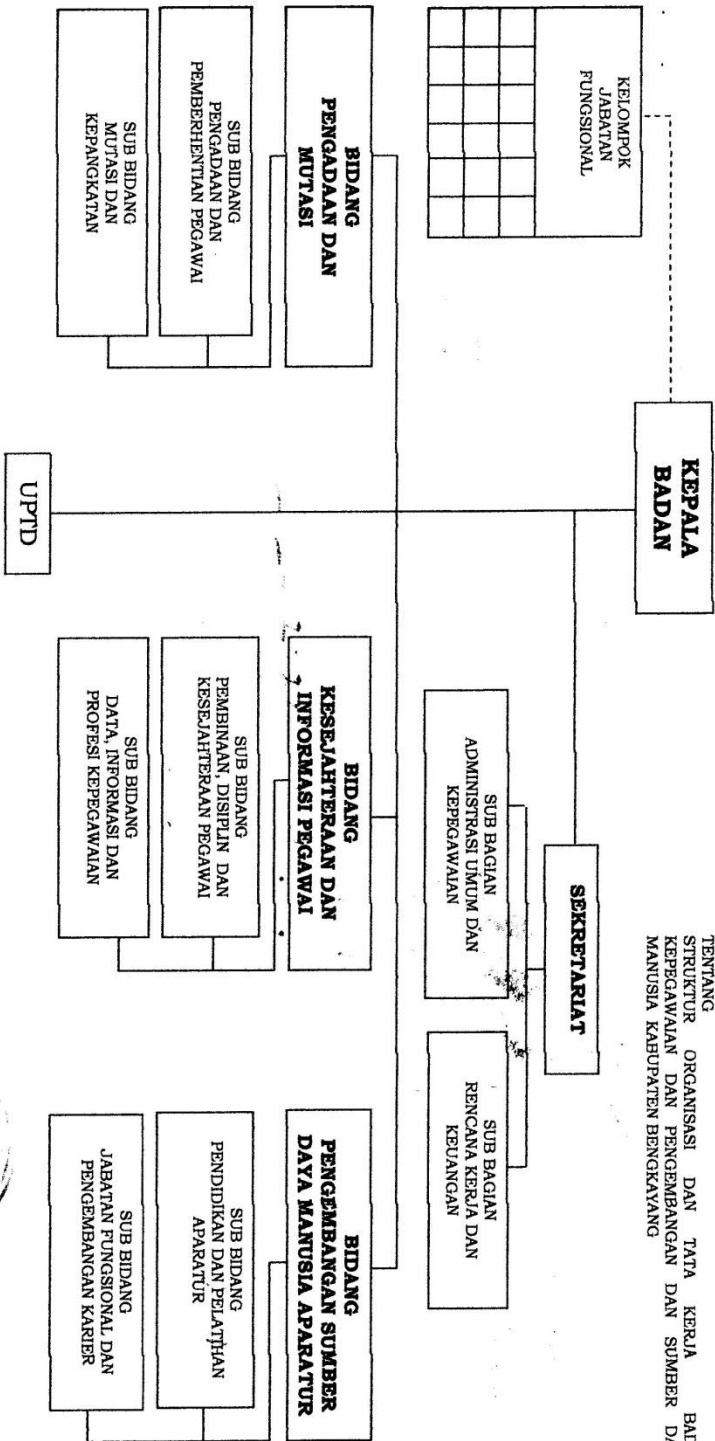 TENTANG
STRUKTUR ORGANISASI DAN TATA KERJA
KEPEGAWAIAN DAN PENGEMBANGAN DAN SUMBER
MANUSIA KABUPATEN BENGKAYANG
KEPALA
BADAN
KELOMPOK
JABATAN
FUNGSIONAL
SEKRETARIAT
SUB BAGIAN
ADMINISTRASI UMUM DAN
KEPEGAWAIAN
SUB BAGIAN
RENCANA KERJA DAN
KEUANGAN
BIDANG
PENGADAAN DAN
MUTASI
SUB BIDANG
PENGADAAN DAN
PEMBERHENTIAN PEGAWAI
SUB BIDANG
MUTASI DAN
KEPANGKATAN
BIDANG
KESEJAHTERAAN DAN
INFORMASI PEGAWAI
SUB BIDANG
PEMBINAAN, DISIPLIN DAN
KESEJAHTERAAN PEGAWAI
SUB BIDANG
DATA, INFORMASI DAN
PROFESI KEPEGAWAIAN
BIDANG
PENGEMBANGAN SUMBER
DAYA MANUSIA APARATUR
SUB BIDANG
PENDIDIKAN DAN PELATIHAN
APARATUR
SUB BIDANG
JABATAN FUNGSIONAL DAN
PENGEMBANGAN KARIER
UPTD